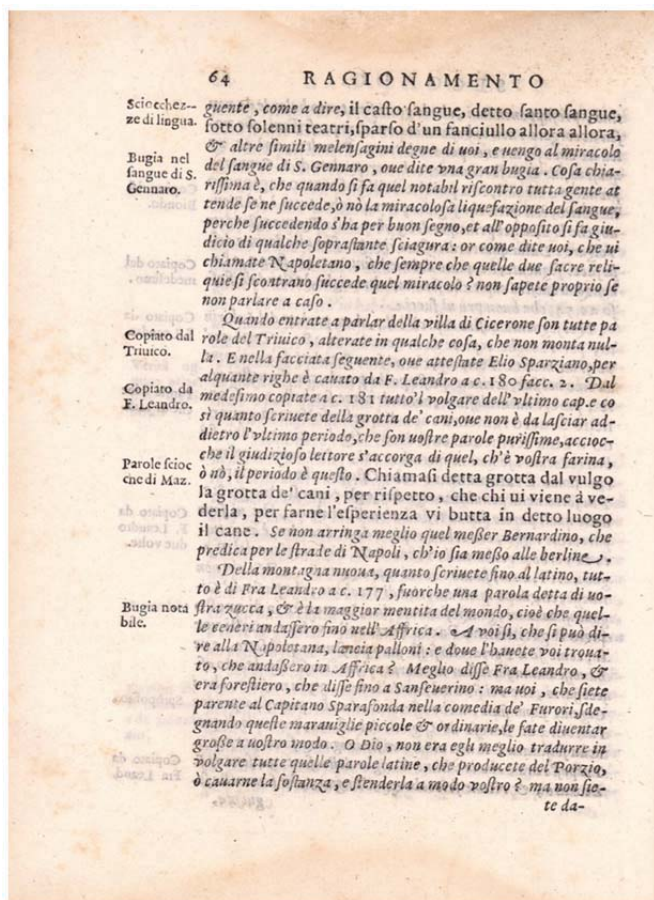 64 RAGIONAMENTO
Sciocchez-
ze di lingua.
guente, come a dire, il casto sangue, detto santo sangue,
sotto solenni teatri, sparso d'un fanciullo allora allora,
& altre simili melensagini degne di uoi, e uengo al miracolo
Bugia nel
sangue di S.
Gennaro.
del sangue di S. Gennaro, oue dite vna gran bugia. Cosa chia-
rissima è, che quando si fa quel notabil riscontro tutta gente at
tende se ne succede, ò nò la miracolosa liquefazione del sangue,
perche succedendo s'ha per buon segno, et all'opposito si fa giu-
dicio di qualche soprastante sciagura: or come dite uoi, che ui
chiamate Napoletano, che sempre che quelle due sacre reli-
quie si scontrano succede quel miracolo? non sapete proprio se
non parlare a caso.
Quando entrate a parlar della villa di Cicerone son tutte pa
Copiato dal
Triuico.
role del Triuico, alterate in qualche cosa, che non monta nul-
la. E nella facciata seguente, oue attestate Elio Sparziano, per
alquante righe è cauato da F. Leandro a c. 180 facc. 2. Dal
Copiato da
F. Leandro.
medesimo copiate a c. 181 tutto'l volgare dell'vltimo cap. e co
sì quanto scriuete della grotta de' cani, oue non è da lasciar ad-
dietro l'vltimo periodo, che son uostre parole purissime, accioc-
che il giudizioso lettore s'accorga di quel, ch'è vostra farina,
Parole scioc
che di Maz.
ò nò, il periodo è questo. Chiamasi detta grotta dal vulgo
la grotta de' cani, per rispetto, che chi ui viene à ve-
derla, per farne l'esperienza vi butta in detto luogo
il cane. Se non arringa meglio quel messer Bernardino, che
predica per le strade di Napoli, ch'io sia messo alle berline.
Della montagna nuoua, quanto scriuete fino al latino, tut-
to è di Fra Leandro a c. 177, fuorche una parola detta di uo-
Bugia nota
bile.
stra zucca, & è la maggior mentita del mondo, cioè che quel-
le ceneri andassero fino nell'Affrica. A voi sì, che si può di-
re alla Napoletana, lancia palloni: e doue l'hauete voi troua-
to, che andassero in Affrica? Meglio disse Fra Leandro, &
era forestiero, che disse fino a Sanseuerino: ma uoi, che siete
parente al Capitano Sparafonda nella comedia de' Furori, sde-
gnando queste marauiglie piccole & ordinarie, le fate diuentar
grosse a uostro modo. O Dio, non era egli meglio tradurre in
volgare tutte quelle parole latine, che producete del Porzio,
ò cauarne la sostanza, e stenderla a modo vostro? ma non sie-
te da-